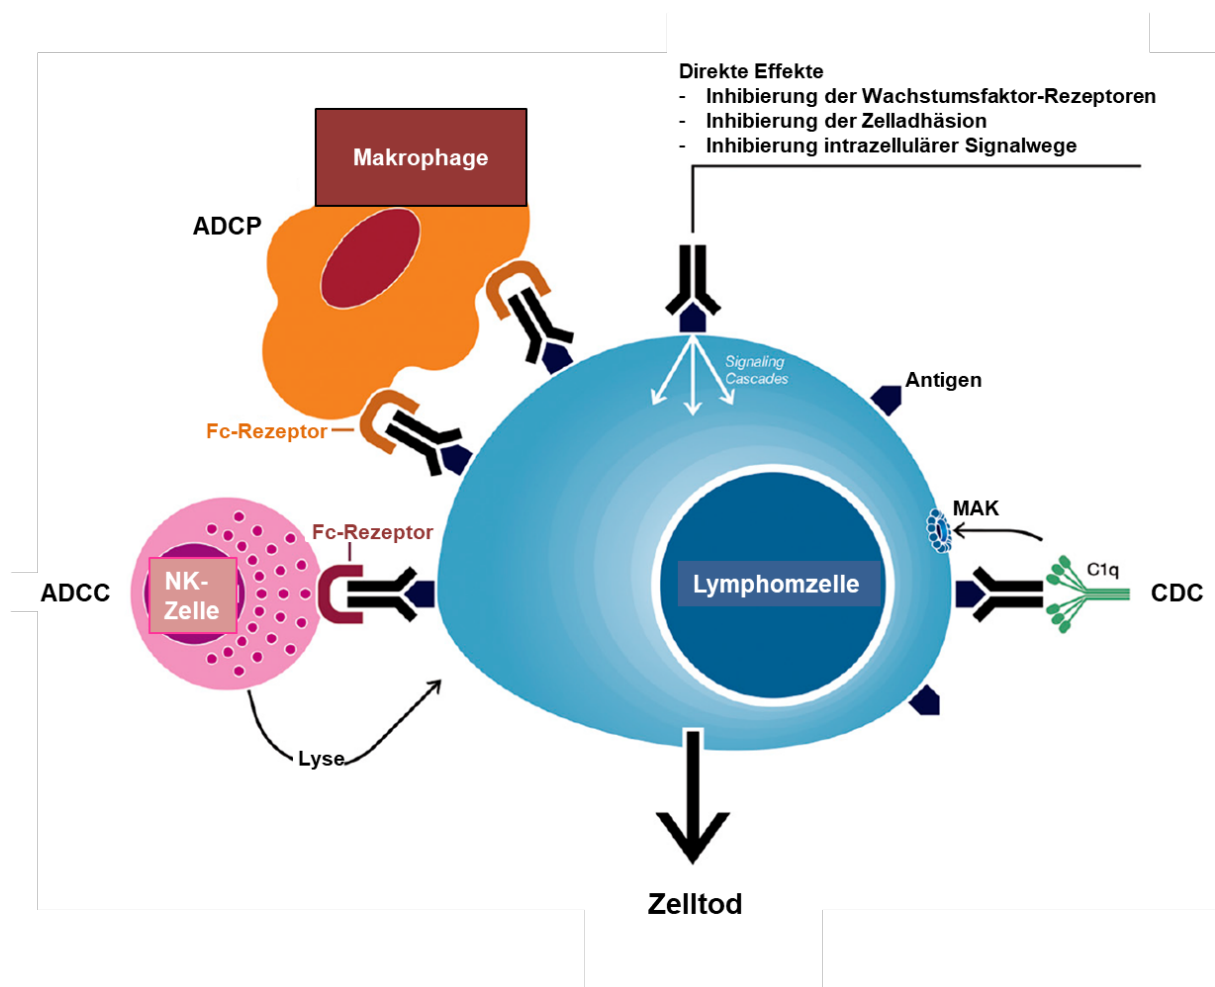 Direkte Effekte
- Inhibierung der Wachstumsfaktor-Rezeptoren
- Inhibierung der Zelladhäsion
- Inhibierung intrazellulärer Signalwege
Makrophage
ADCP
Signaling
Cascades
Antigen
Fc-Rezeptor
MAK
Fc-Rezeptor
C1q
ADCC
NK-
Zelle
Lymphomzelle
CDC
Lyse
Zelltod